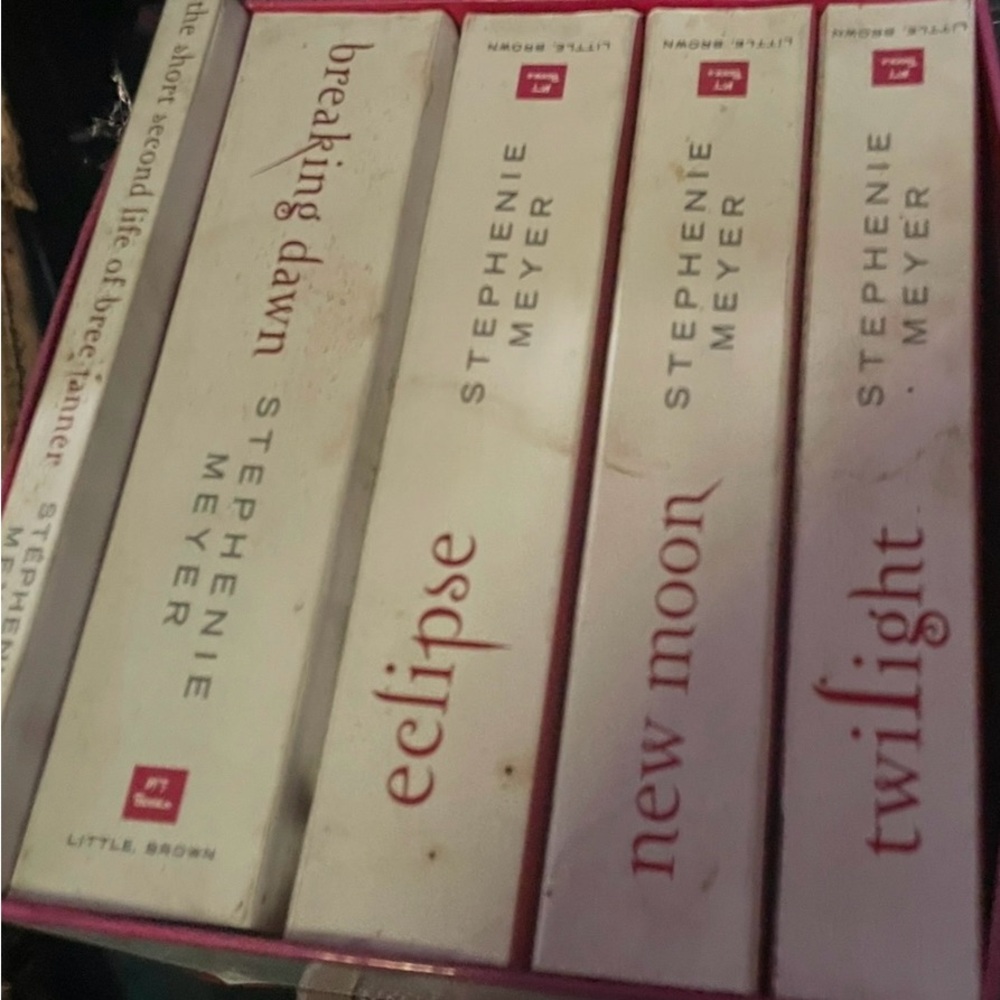 the short second life of bree tanner
STEPHEN
breaking dawn
STEPHENIE
MEYER
LITTLE, BROWN
LITTLE, BROWN
STEPHENIE
MEYER
eclipse
LITTLE, BROWN
STEPHENIE
MEYER
new moon
LITTLE, BROWN
STEPHENIE
MEYER
twilight